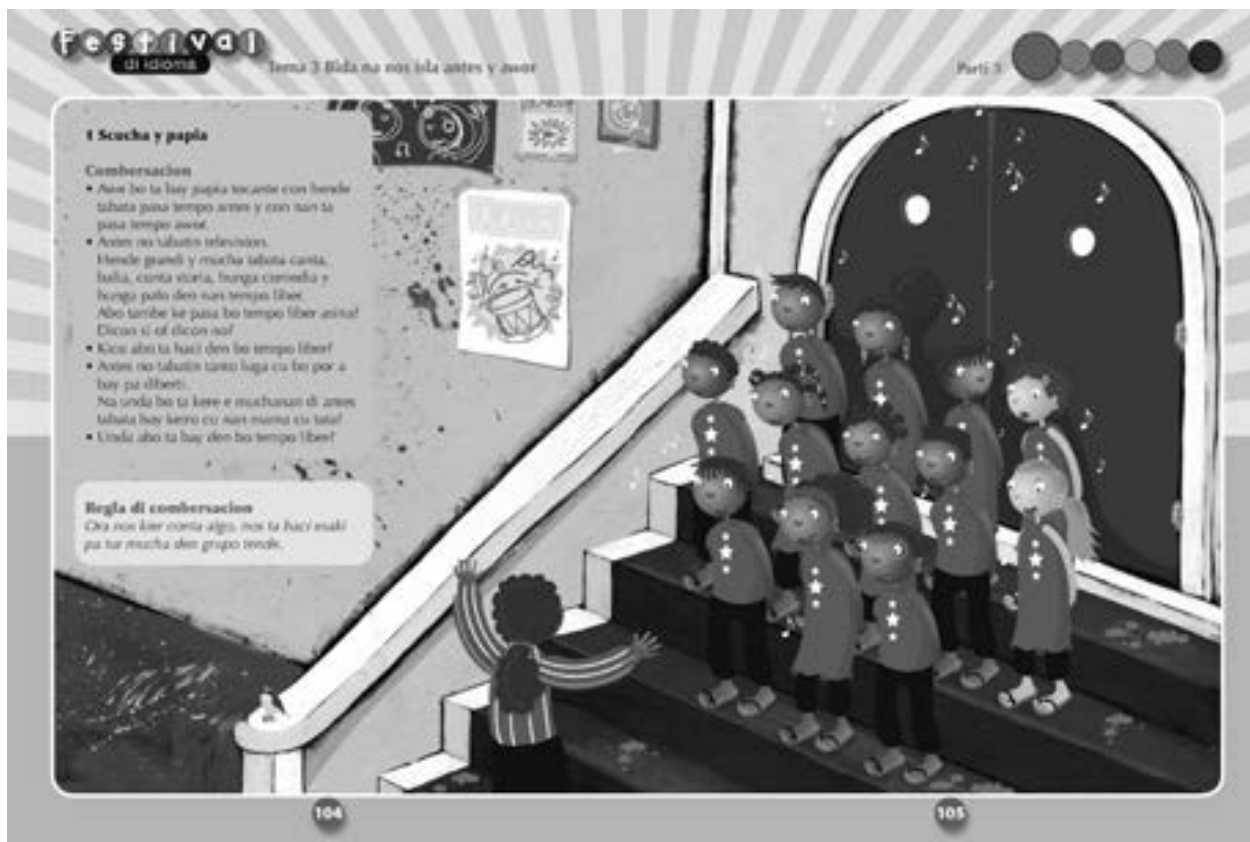 Festival
di idioma
Tema 3 Bida na nos isla antes y awor
Parti 3
1 Scucha y papia
Combersacion
• Awe bo ta bay papia tocante con hende
tabata pasa tempo antes y con nan ta
pasa tempo awor.
• Antes no tabatin television.
Hende grandi y mucha tabata canta,
balia, conta storia, hunga comedia y
hunga palo den nan tempo liber.
Abo tambe ke pasa bo tempo liber asina?
Dicon si of dicon no?
• Kico abo ta haci den bo tempo liber?
• Antes no tabatin tanto luga cu bo por a
bay pa diberti.
Na unda bo ta kere e muchanan di antes
tabata bay keiro cu nan mama cu tata?
• Unda abo ta bay den bo tempo liber?
Regla di combersacion
Ora nos kier conta algo, nos ta haci
pa tur mucha den grupo tende.
104
105